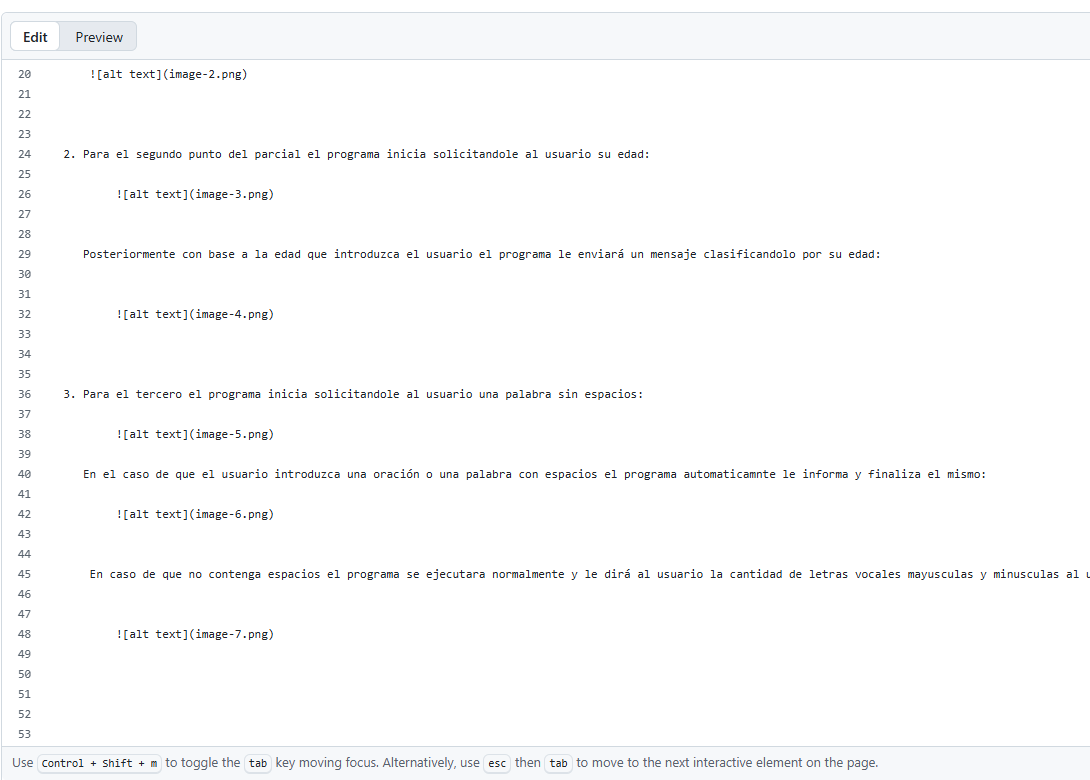 Edit Preview
20 ![alt text](image-2.png)
21
22
23
24 2. Para el segundo punto del parcial el programa inicia solicitandole al usuario su edad:
25
26 ![alt text](image-3.png)
27
28
29 Posteriormente con base a la edad que introduzca el usuario el programa le enviará un mensaje clasificandolo por su edad:
30
31
32 ![alt text](image-4.png)
33
34
35
36 3. Para el tercero el programa inicia solicitandole al usuario una palabra sin espacios:
37
38 ![alt text](image-5.png)
39
40 En el caso de que el usuario introduzca una oración o una palabra con espacios el programa automaticamnte le informa y finaliza el mismo:
41
42 ![alt text](image-6.png)
43
44
45 En caso de que no contenga espacios el programa se ejecutara normalmente y le dirá al usuario la cantidad de letras vocales mayusculas y minusculas al
46
47
48 ![alt text](image-7.png)
49
50
51
52
53
Use Control + Shift + m to toggle the tab key moving focus. Alternatively, use esc then tab to move to the next interactive element on the page.